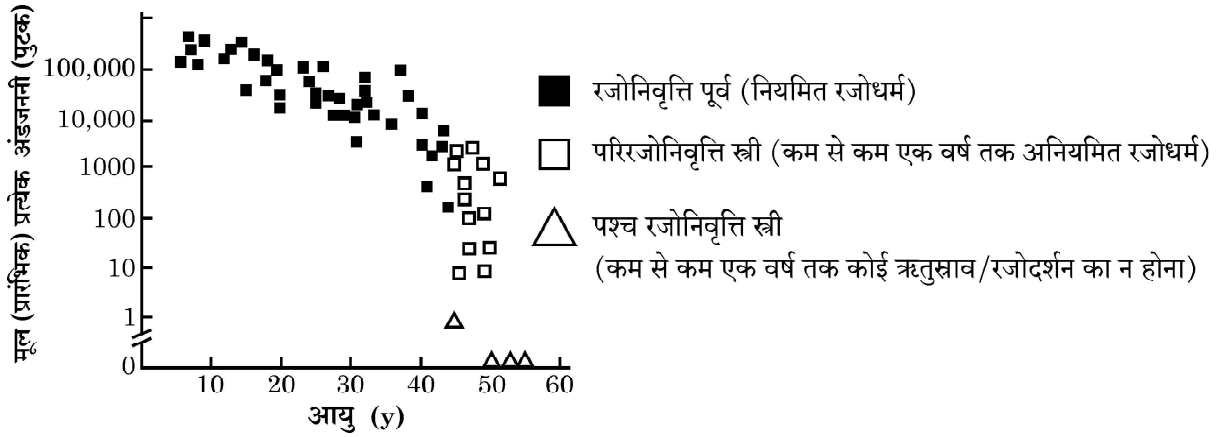 मूल (प्रारंभिक) प्रत्येक अंडजननी (पुटक)
100,000
10,000
1000
100
10
1
0
10 20 30 40 50 60
आयु (y)
रजोनिवृत्ति पूर्व (नियमित रजोधर्म)
परिरजोनिवृत्ति स्त्री (कम से कम एक वर्ष तक अनियमित रजोधर्म)
पश्च रजोनिवृत्ति स्त्री
(कम से कम एक वर्ष तक कोई ऋतुस्राव/रजोदर्शन का न होना)